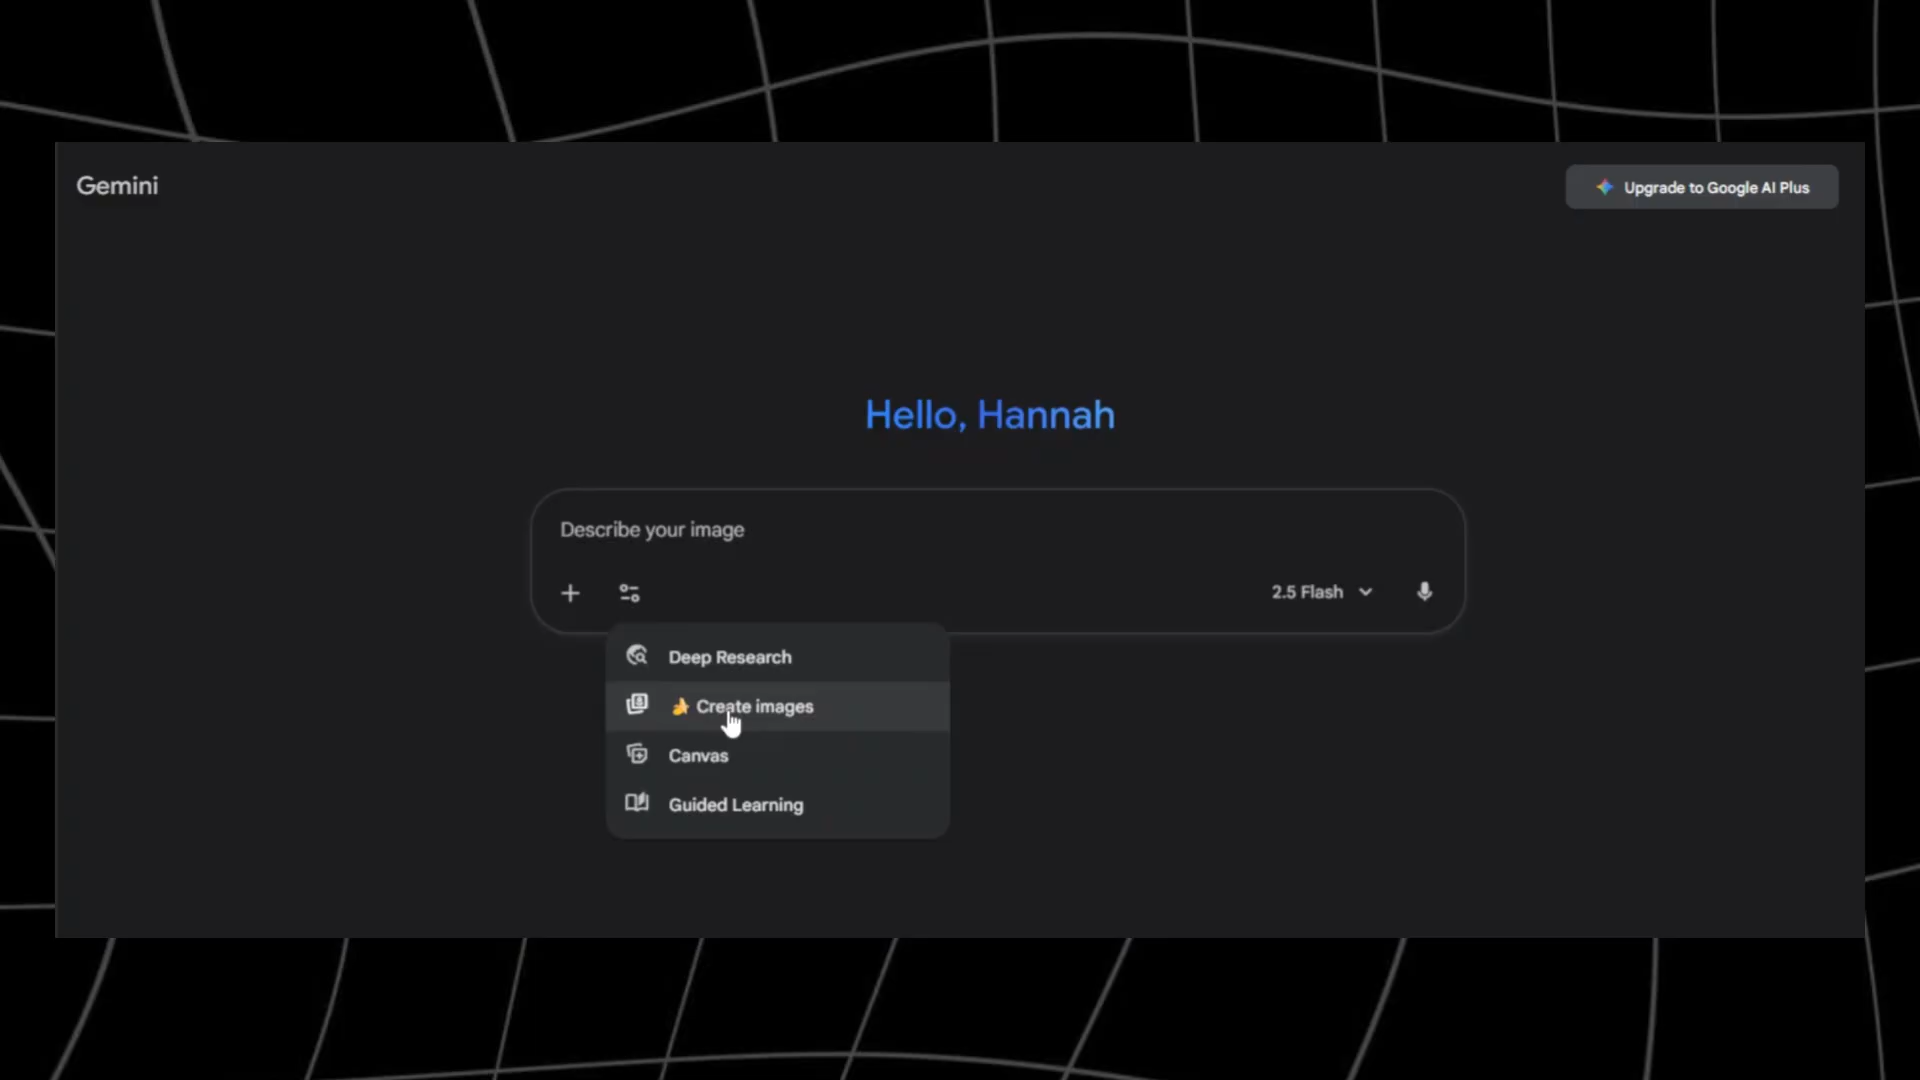 Gemini
Upgrade to Google AI Plus
Hello, Hannah
Describe your image
2.5 Flash
Deep Research
🍌 Create images
Canvas
Guided Learning